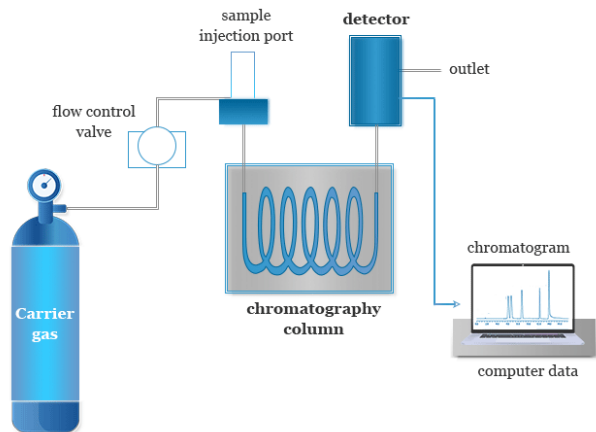 sample
injection port
detector
outlet
flow control
valve
chromatogram
Carrier
gas
chromatography
column
computer data